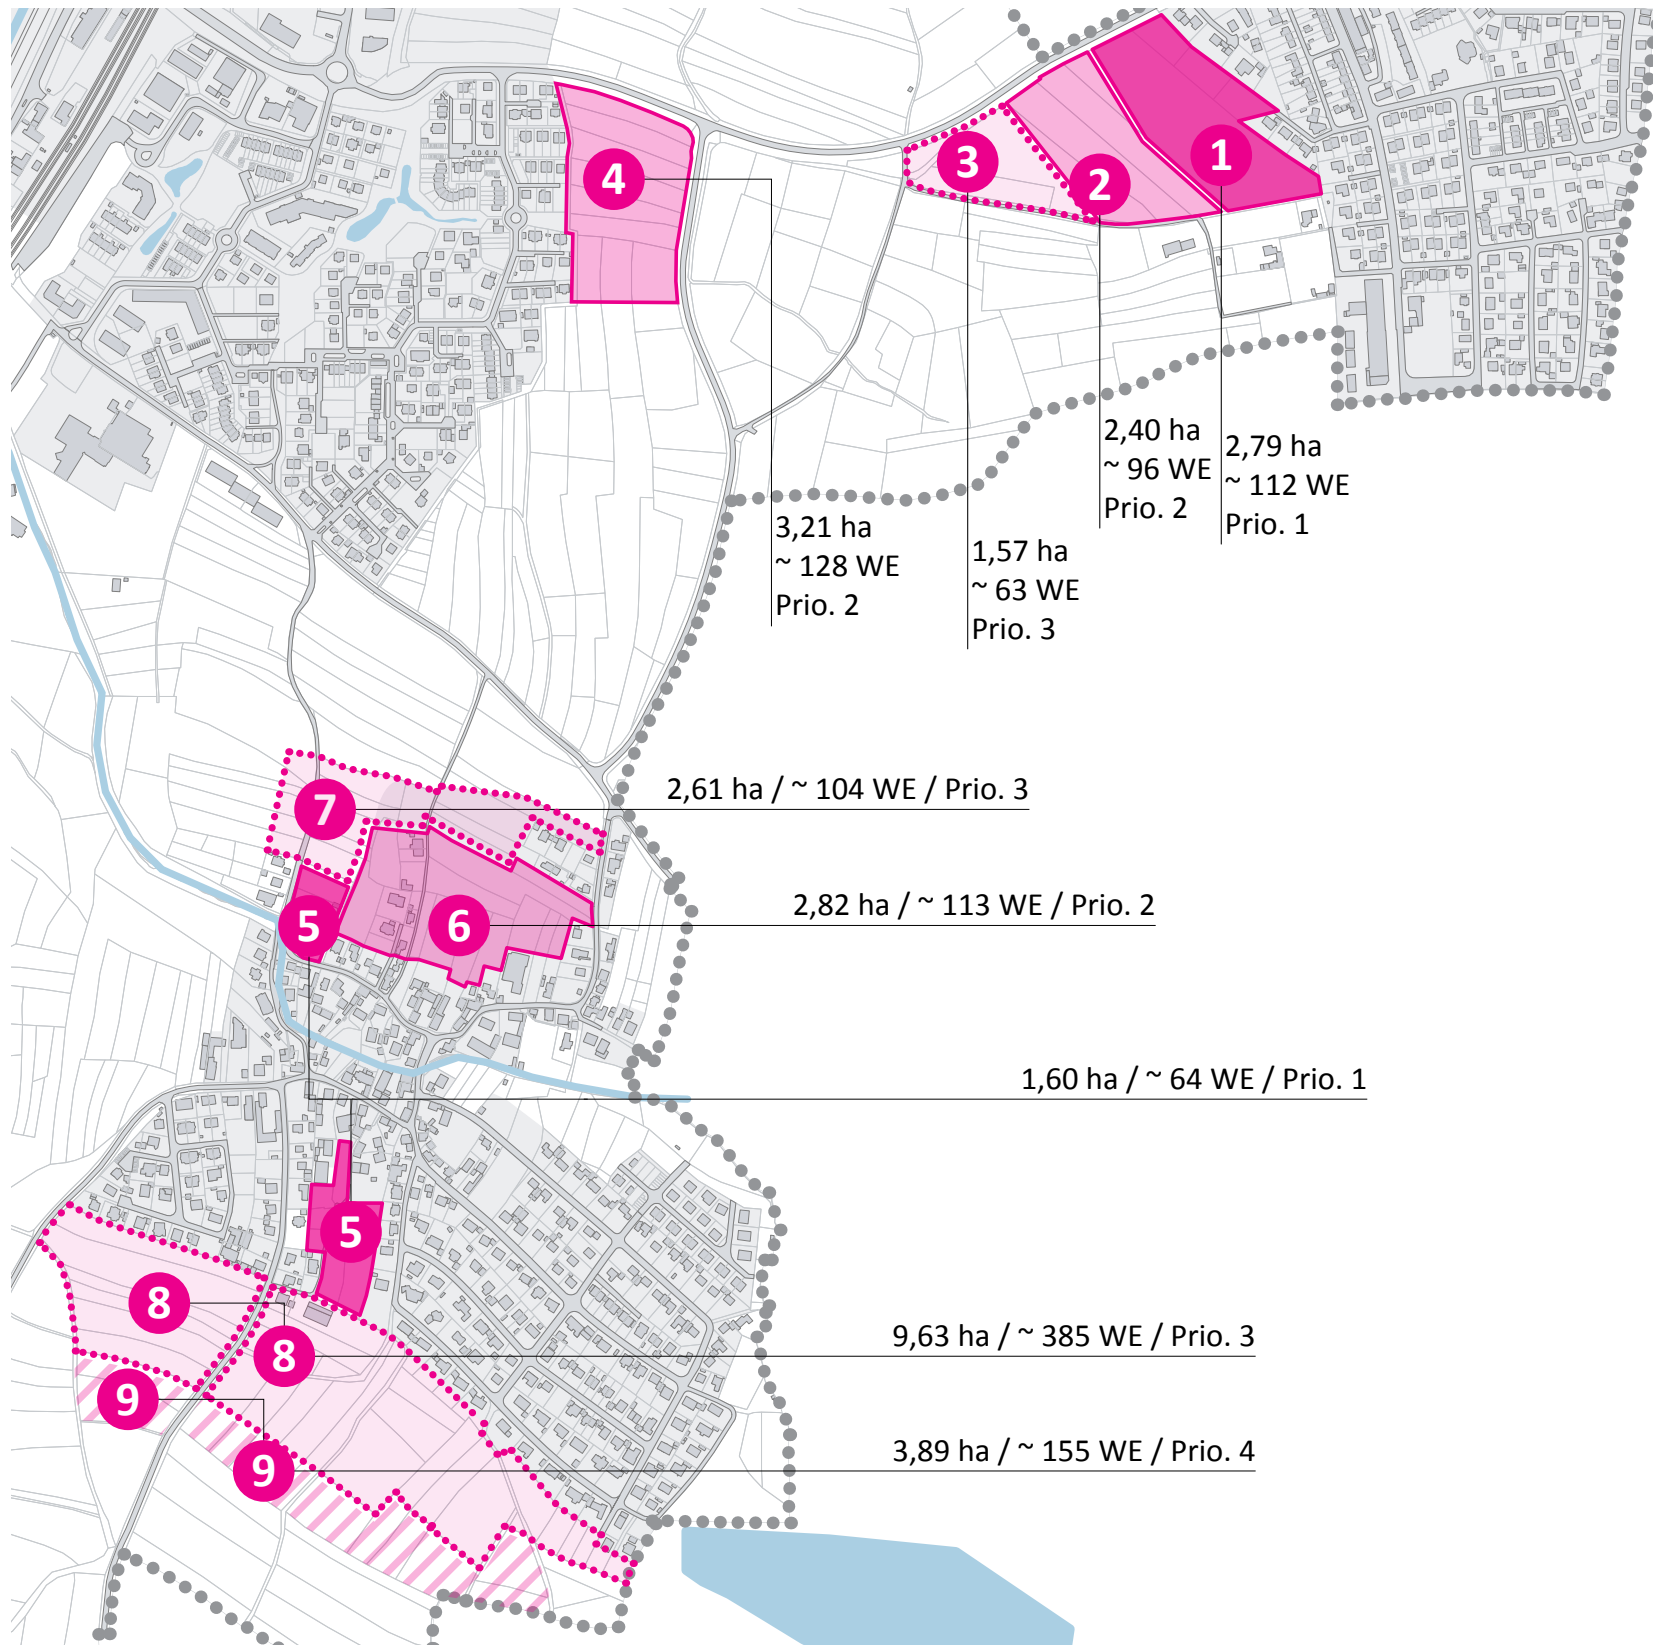 1
2
3
4
2,40 ha
~ 96 WE
Prio. 2
2,79 ha
~ 112 WE
Prio. 1
3,21 ha
~ 128 WE
Prio. 2
1,57 ha
~ 63 WE
Prio. 3
7
2,61 ha / ~ 104 WE / Prio. 3
5
6
2,82 ha / ~ 113 WE / Prio. 2
1,60 ha / ~ 64 WE / Prio. 1
5
8
8
9,63 ha / ~ 385 WE / Prio. 3
9
9
3,89 ha / ~ 155 WE / Prio. 4